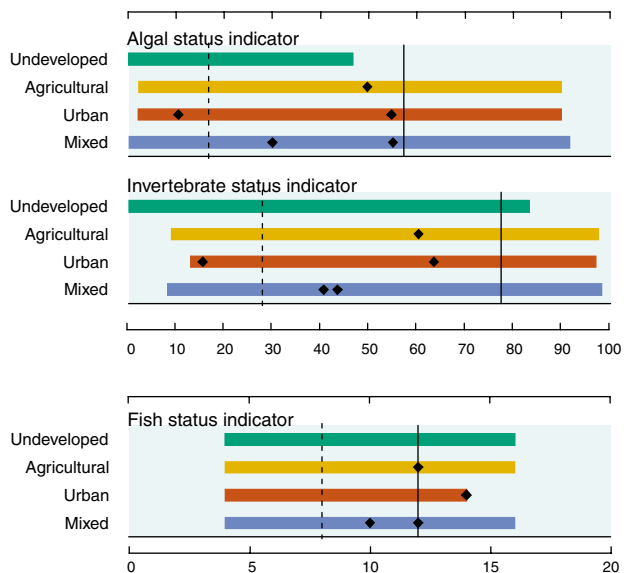 Algal status indicator
Undeveloped
Agricultural
Urban
Mixed
Invertebrate status indicator
Undeveloped
Agricultural
Urban
Mixed
0 10 20 30 40 50 60 70 80 90 100
Fish status indicator
Undeveloped
Agricultural
Urban
Mixed
0 5 10 15 20